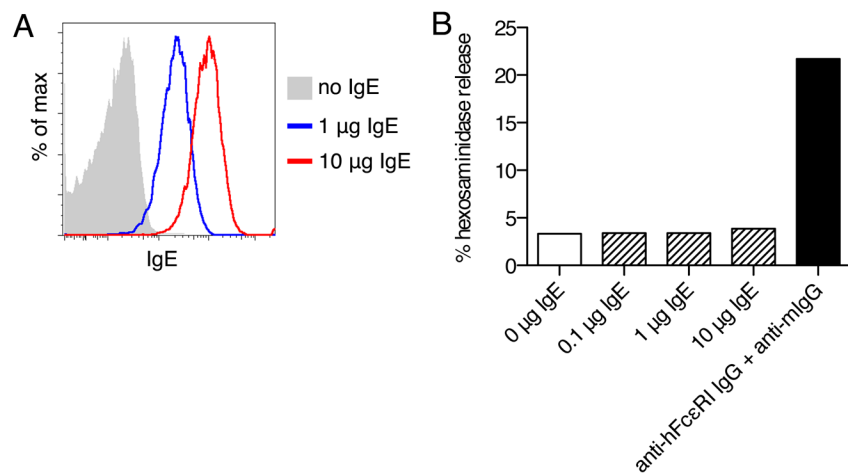 A
% of max
IgE
no IgE
1 µg IgE
10 µg IgE
B
% hexosaminidase release
25
20
15
10
5
0
0 µg IgE
0.1 µg IgE
1 µg IgE
10 µg IgE
anti-hFcεRI IgG + anti-mIgG